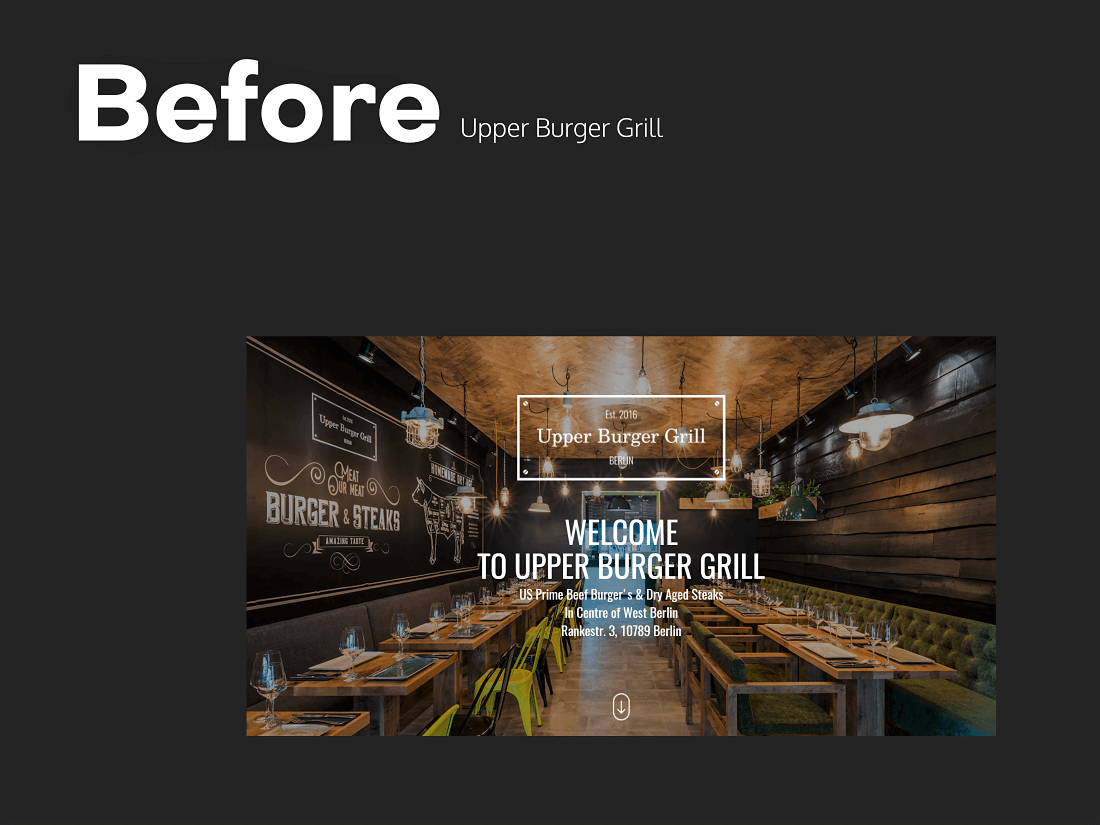 Before
Upper Burger Grill
Est. 2016
Upper Burger Grill
BERLIN
WELCOME
TO UPPER BURGER GRILL
US Prime Beef Burger's & Dry Aged Steaks
In Centre of West Berlin
Rankestr. 3, 10789 Berlin
Est. 2016
Upper Burger Grill
BERLIN
MEAT
OUR MEAT
BURGER & STEAKS
AMAZING TASTE
HOMEMADE DRY